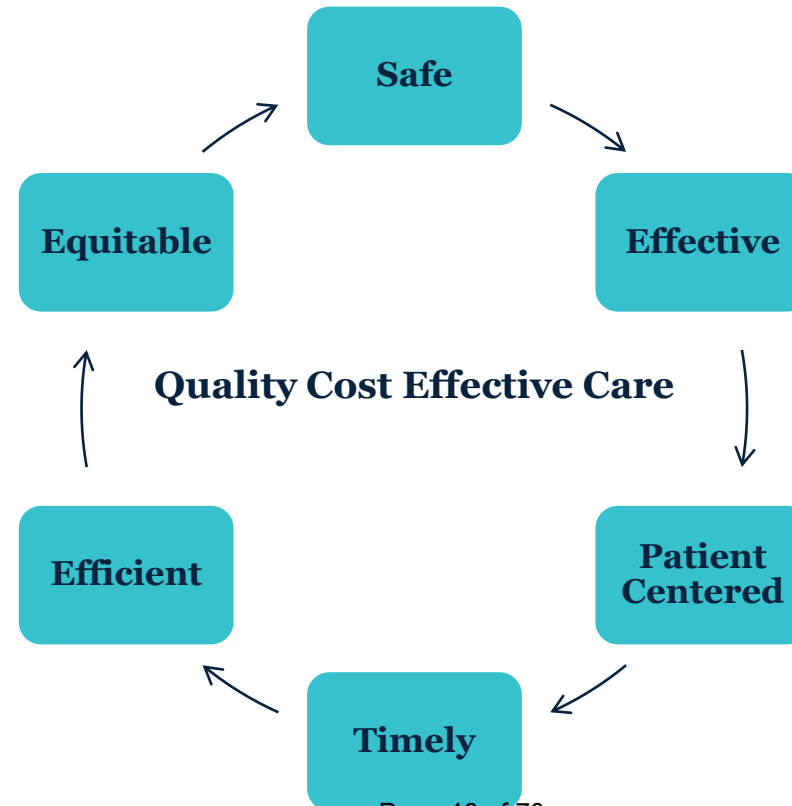 Safe
Effective
Patient
Centered
Timely
Efficient
Equitable
Quality Cost Effective Care